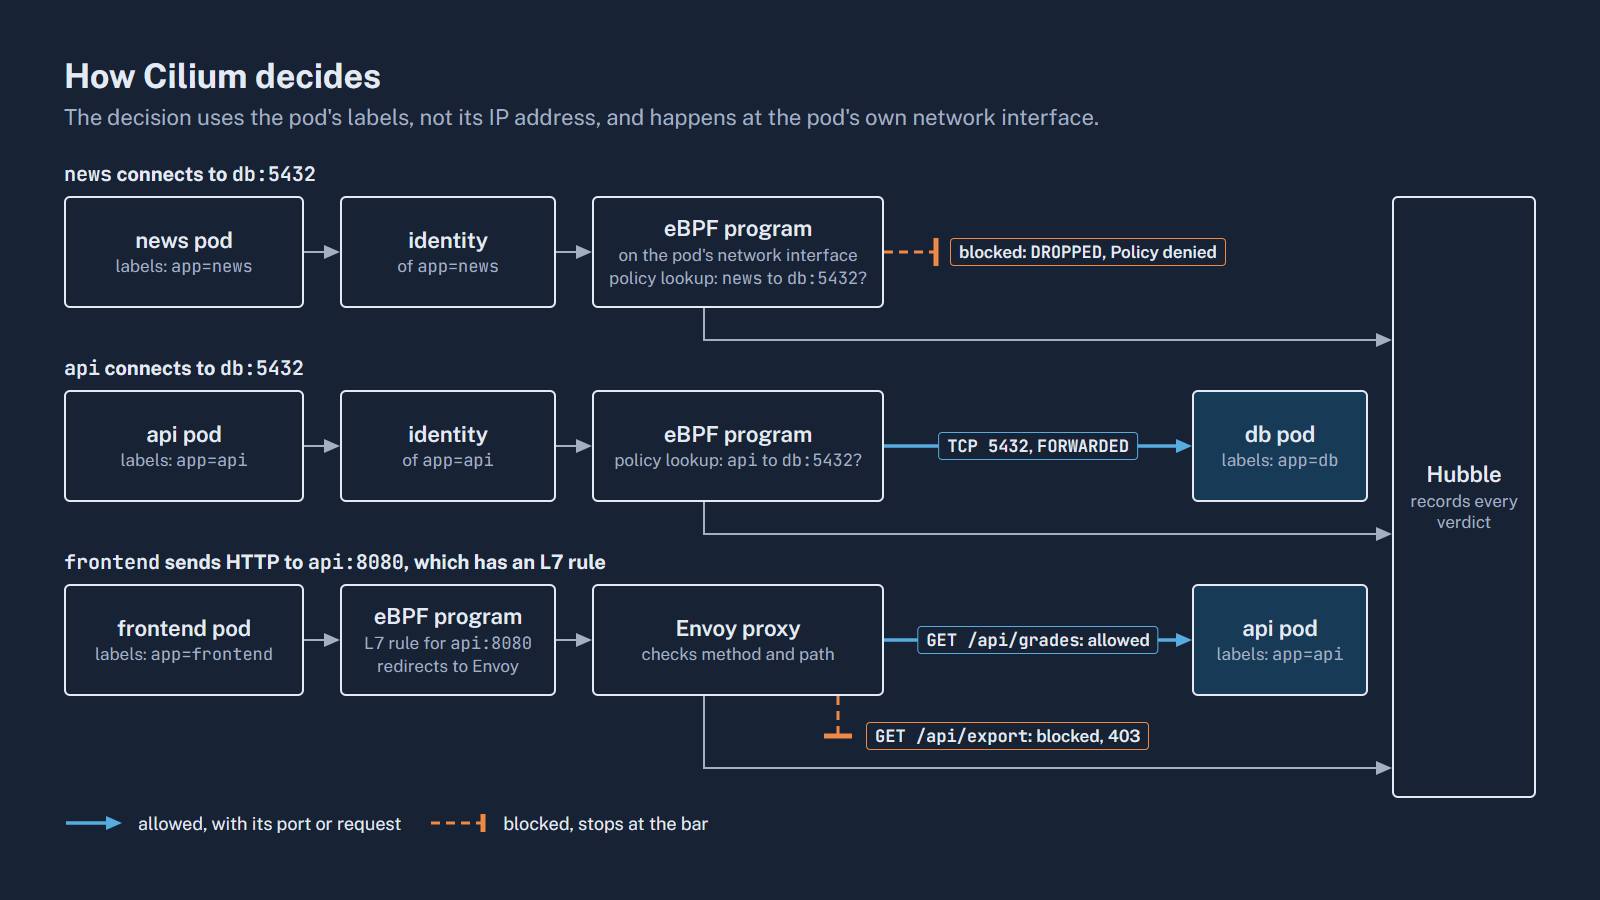 How Cilium decides
The decision uses the pod's labels, not its IP address, and happens at the pod's own network interface.
news connects to db:5432
news pod
labels: app=news
identity
of app=news
eBPF program
on the pod's network interface
policy lookup: news to db:5432?
blocked: DROPPED, Policy denied
api connects to db:5432
api pod
labels: app=api
identity
of app=api
eBPF program
policy lookup: api to db:5432?
TCP 5432, FORWARDED
db pod
labels: app=db
Hubble
records every
verdict
frontend sends HTTP to api:8080, which has an L7 rule
frontend pod
labels: app=frontend
eBPF program
L7 rule for api:8080
redirects to Envoy
Envoy proxy
checks method and path
GET /api/grades: allowed
api pod
labels: app=api
GET /api/export: blocked, 403
allowed, with its port or request
blocked, stops at the bar